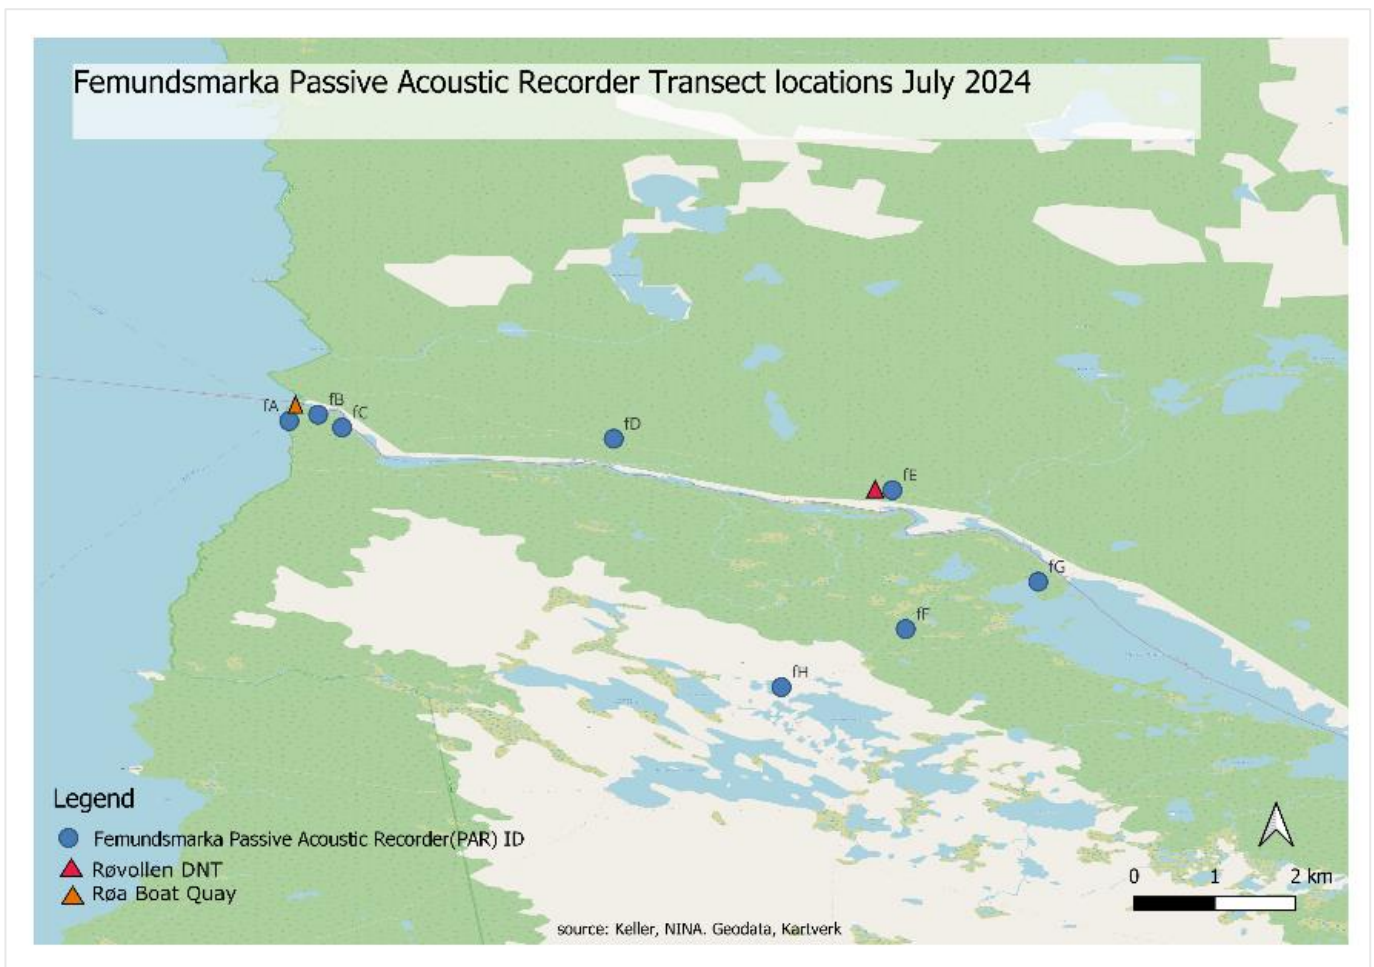 Femundsmarka Passive Acoustic Recorder Transect locations July 2024
fA
fB
fC
fD
fE
fG
fF
fH
Legend
Femundsmarka Passive Acoustic Recorder(PAR) ID
Røvollen DNT
Røa Boat Quay
0 1 2 km
source: Keller, NINA. Geodata, Kartverk